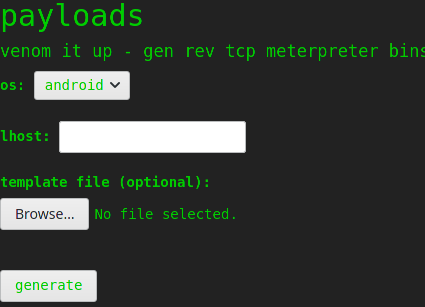 payloads
venom it up - gen rev tcp meterpreter bins
os: android
lhost:
template file (optional):
Browse... No file selected.
generate